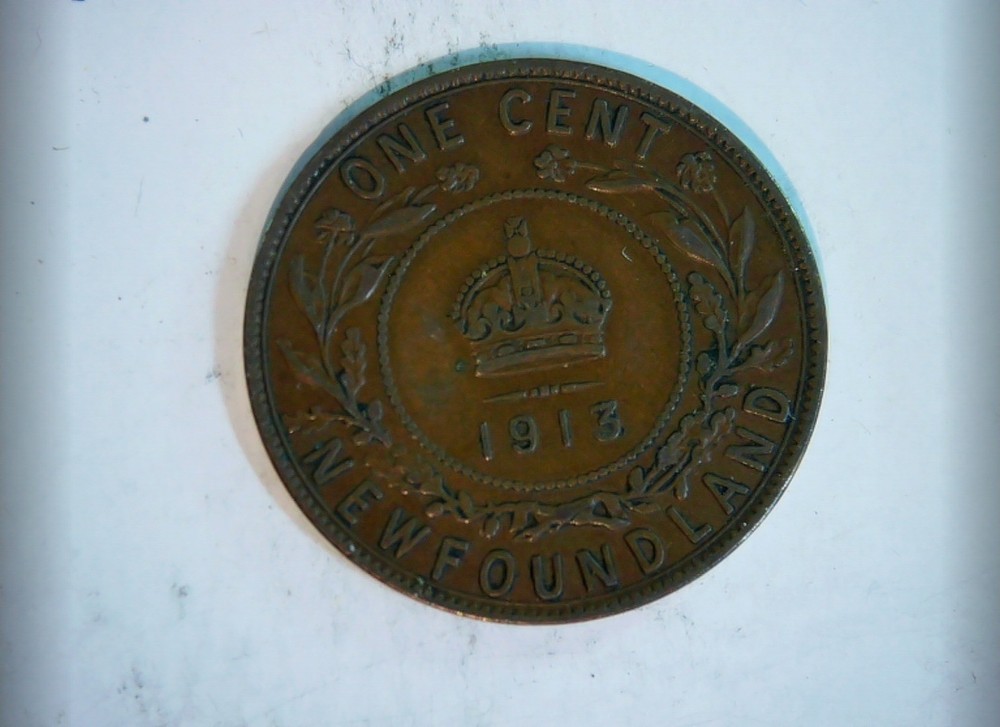 ONE CENT
1913
NEWFOUNDLAND